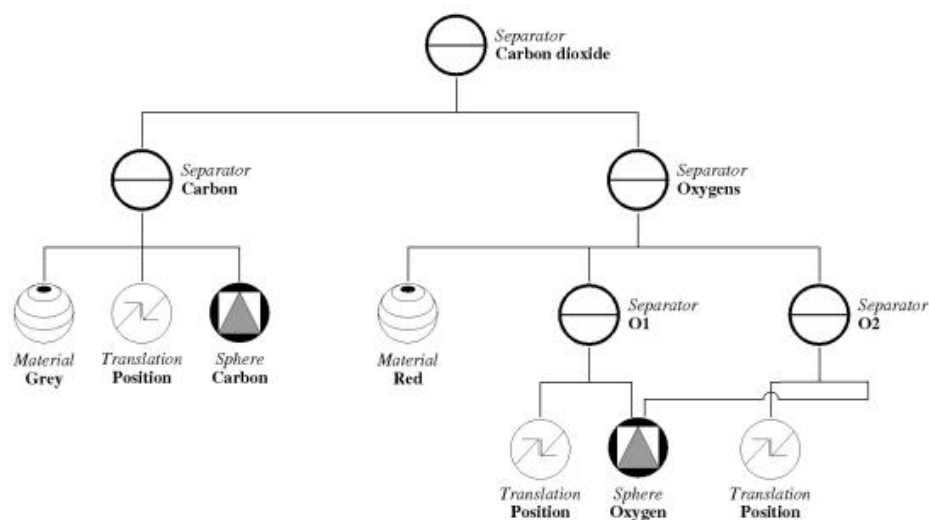 Separator
Carbon dioxide
Separator
Carbon
Separator
Oxygens
Material
Grey
Translation
Position
Sphere
Carbon
Material
Red
Separator
O1
Separator
O2
Translation
Position
Sphere
Oxygen
Translation
Position